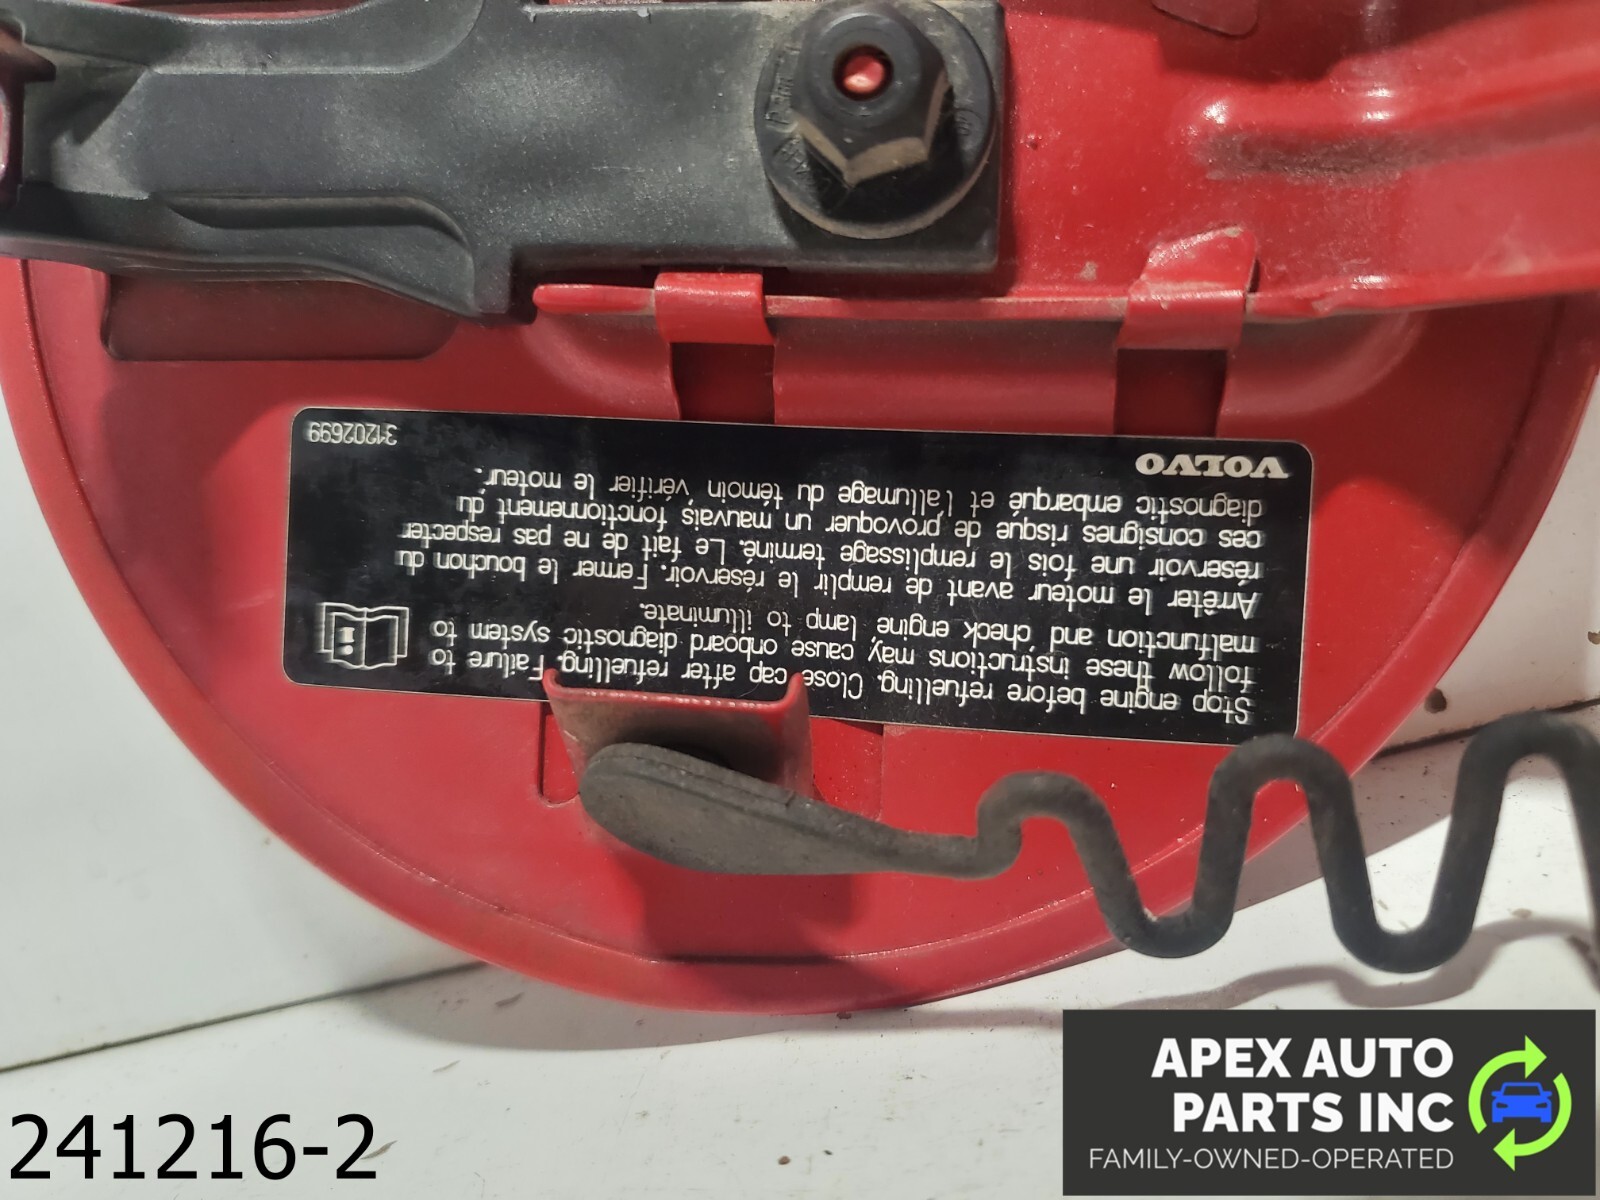 Stop engine before refuelling. Close cap after refuelling. Failure to
follow these instructions may cause onboard diagnostic system to
malfunction and check engine lamp to illuminate.
Arrêter le moteur avant de remplir le réservoir. Fermer le bouchon du
réservoir une fois le remplissage terminé. Le fait de ne pas respecter
ces consignes risque de provoquer un mauvais fonctionnement du
diagnostic embarqué et l'allumage du témoin vérifier le moteur.
VOLVO
31202699
241216-2
APEX AUTO
PARTS INC
FAMILY-OWNED-OPERATED